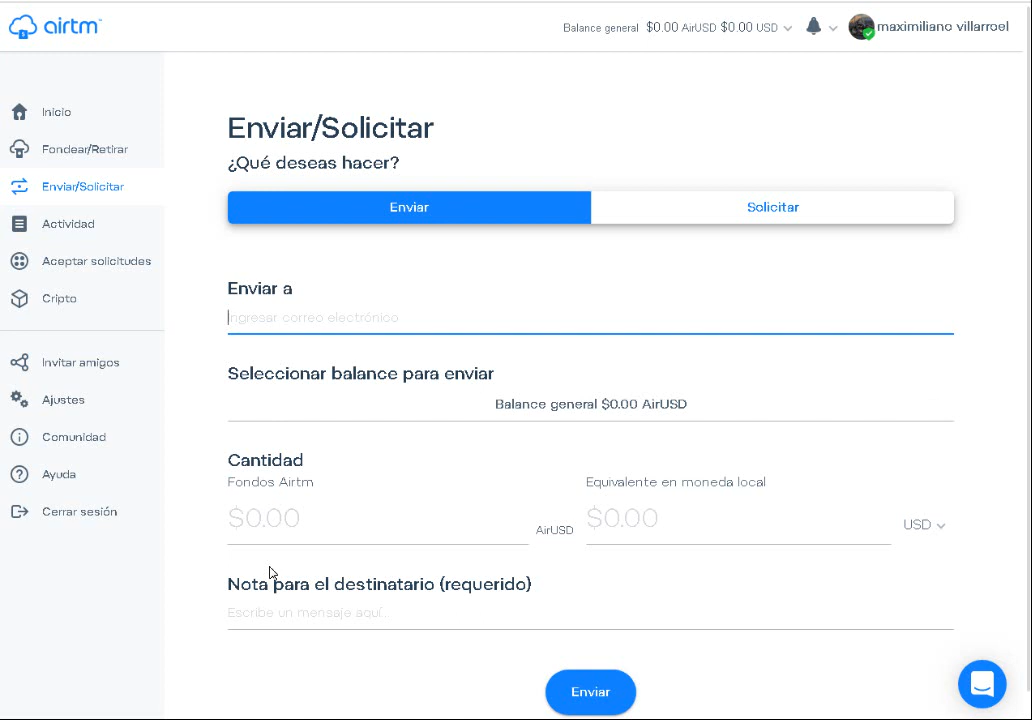 airtm
Balance general $0.00 AirUSD $0.00 USD
maximiliano villarroel
Inicio
Fondear/Retirar
Enviar/Solicitar
Actividad
Aceptar solicitudes
Cripto
Invitar amigos
Ajustes
Comunidad
Ayuda
Cerrar sesión
Enviar/Solicitar
¿Qué deseas hacer?
Enviar
Solicitar
Enviar a
Ingresar correo electrónico
Seleccionar balance para enviar
Balance general $0.00 AirUSD
Cantidad
Fondos Airtm
Equivalente en moneda local
$0.00
AirUSD
$0.00
USD
Nota para el destinatario (requerido)
Escribe un mensaje aquí...
Enviar